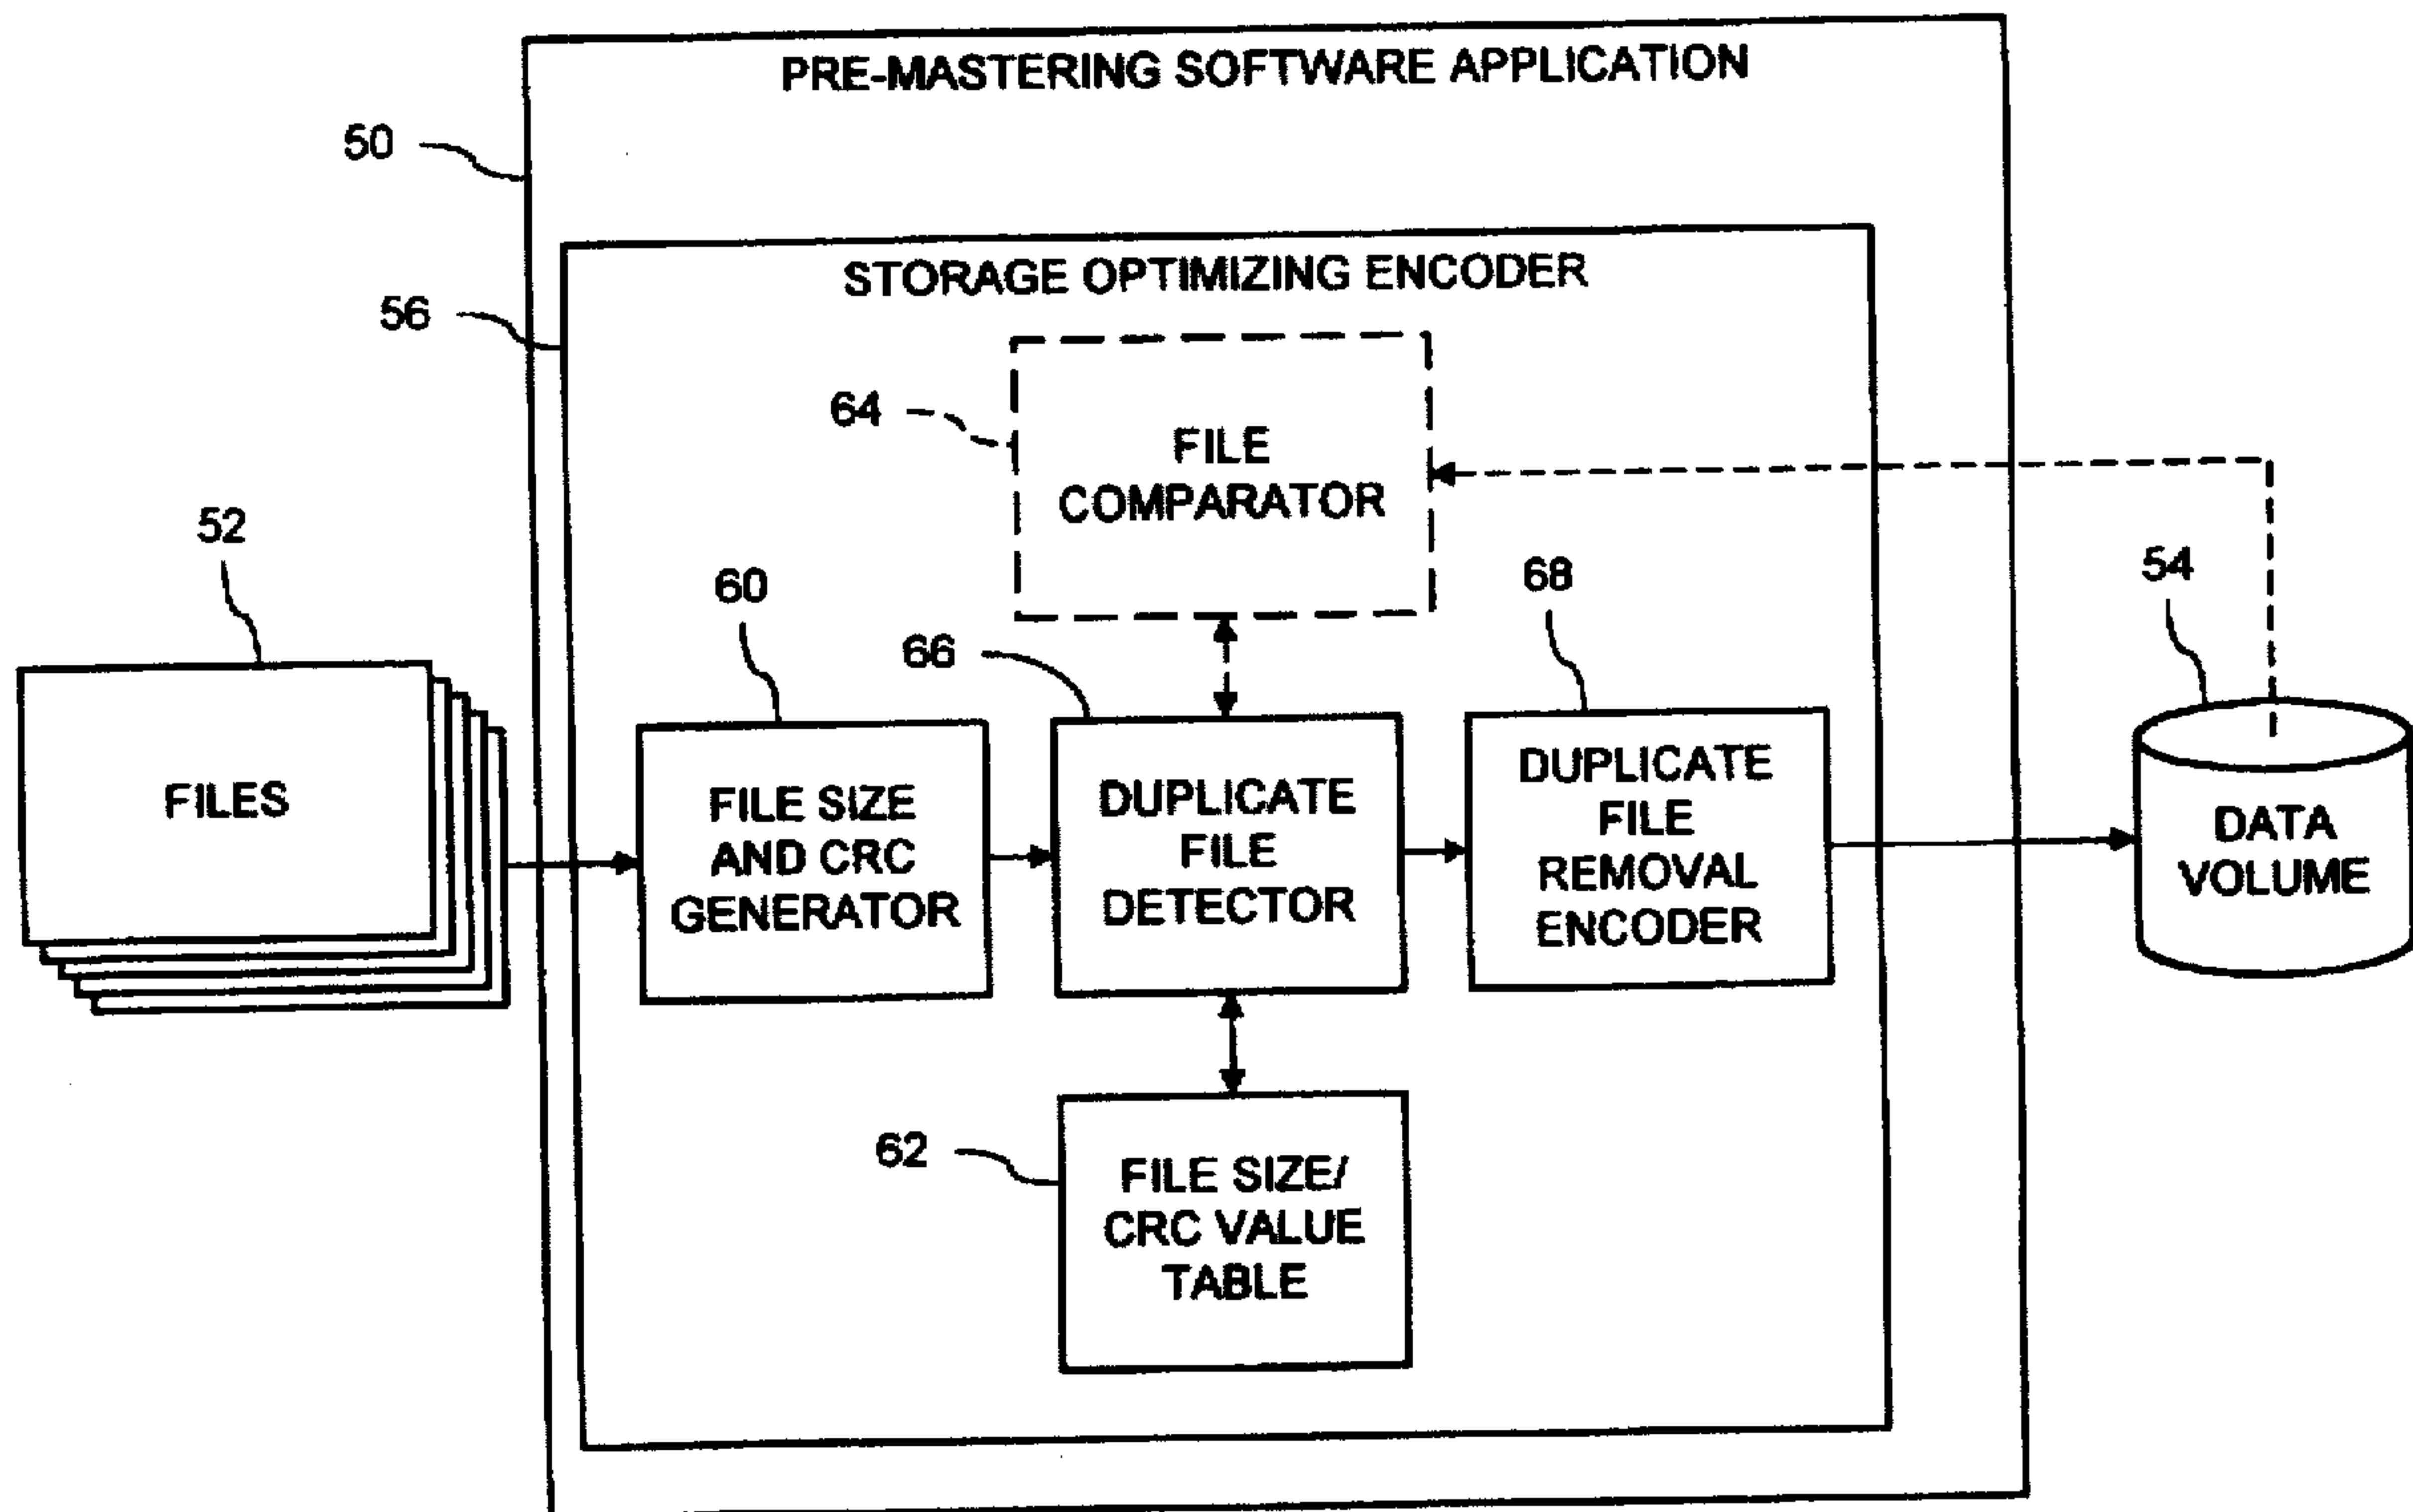 PRE-MASTERING SOFTWARE APPLICATION
50
STORAGE OPTIMIZING ENCODER
56
64
FILE
COMPARATOR
52
60
66
68
54
FILES
FILE SIZE
AND CRC
GENERATOR
DUPLICATE
FILE
DETECTOR
DUPLICATE
FILE
REMOVAL
ENCODER
DATA
VOLUME
62
FILE SIZE/
CRC VALUE
TABLE